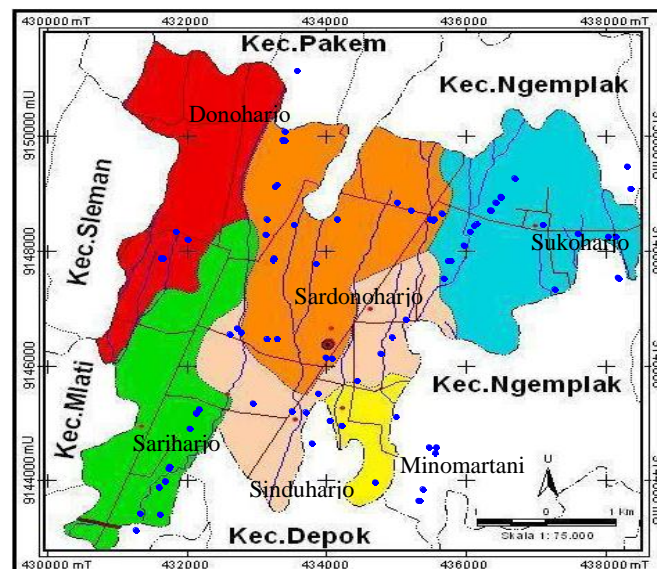 430000 mT 432000 434000 436000 438000 mT
Kec.Pakem
Kec.Ngemplak
Donoharjo
9150000 mU
Kec.Sleman
9148000
Sukoharjo
Sardonoharjo
9146000
Kec.Ngemplak
Kec.Mlati
Sariharjo
Minomartani
U
9144000 mU
Sinduharjo
1 0 1 Km
Kec.Depok
Skala 1 : 75.000
430000 mT 432000 434000 436000 438000 mT